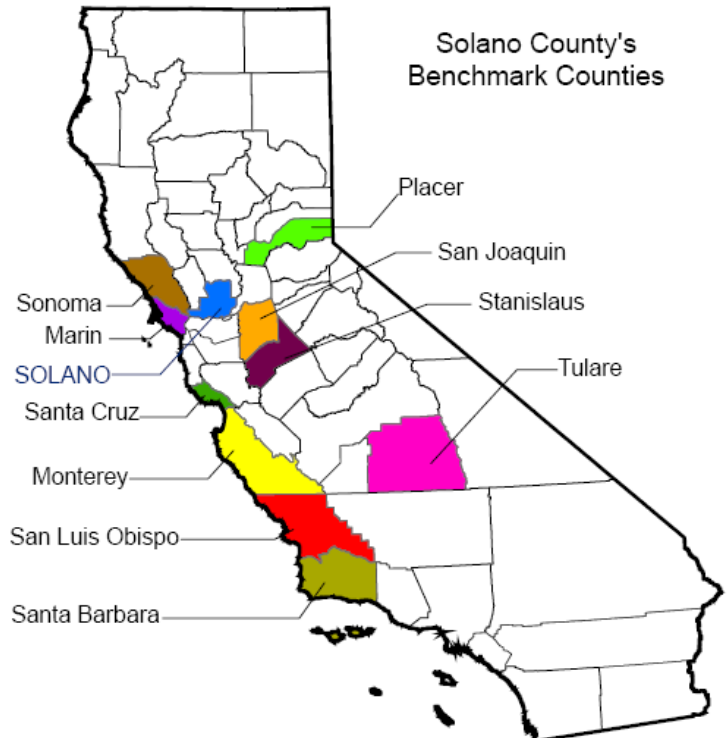 Solano County's
Benchmark Counties
Placer
San Joaquin
Stanislaus
Sonoma
Marin
SOLANO
Tulare
Santa Cruz
Monterey
San Luis Obispo
Santa Barbara